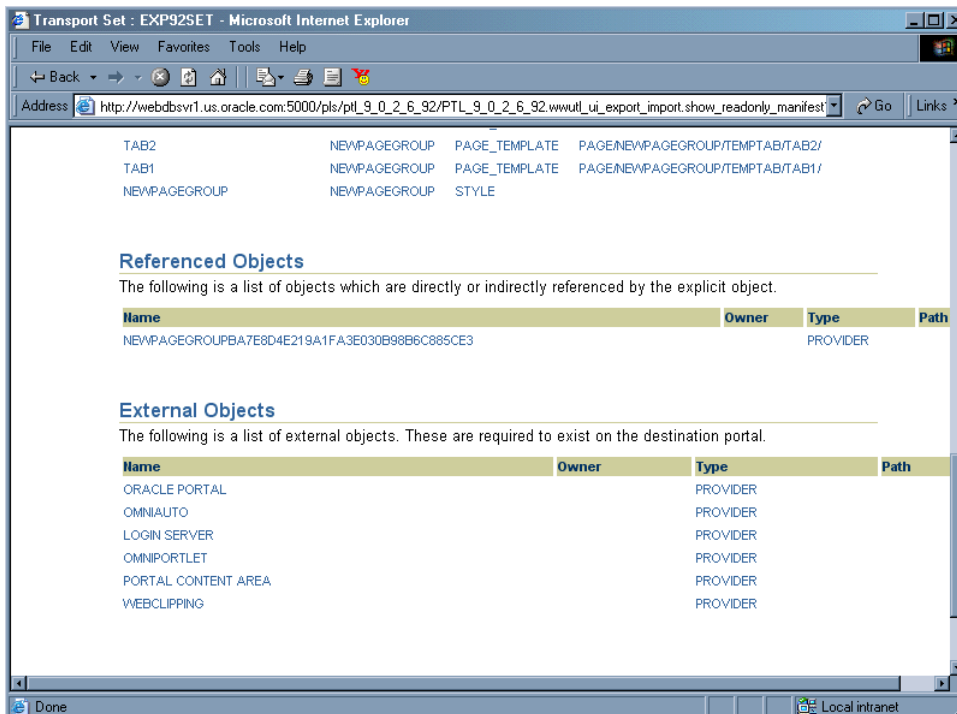 Transport Set : EXP92SET - Microsoft Internet Explorer
File Edit View Favorites Tools Help
Back
Address http://webdbsvr1.us.oracle.com:5000/pls/ptl_9_0_2_6_92/PTL_9_0_2_6_92.wwutl_ui_export_import.show_readonly_manifest Go Links
TAB2 NEWPAGEGROUP PAGE_TEMPLATE PAGE/NEWPAGEGROUP/TEMPTAB/TAB2/
TAB1 NEWPAGEGROUP PAGE_TEMPLATE PAGE/NEWPAGEGROUP/TEMPTAB/TAB1/
NEWPAGEGROUP NEWPAGEGROUP STYLE
Referenced Objects
The following is a list of objects which are directly or indirectly referenced by the explicit object.
Name Owner Type Path
NEWPAGEGROUPBA7E8D4E219A1FA3E030B98B6C885CE3 PROVIDER
External Objects
The following is a list of external objects. These are required to exist on the destination portal.
Name Owner Type Path
ORACLE PORTAL PROVIDER
OMNIAUTO PROVIDER
LOGIN SERVER PROVIDER
OMNIPORTLET PROVIDER
PORTAL CONTENT AREA PROVIDER
WEBCLIPPING PROVIDER
Done Local intranet